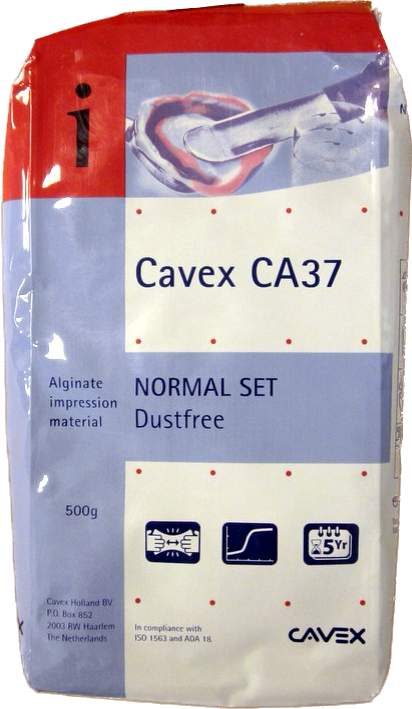 i
Cavex CA37
Alginate
impression
material
NORMAL SET
Dustfree
500g
5Yr
Cavex Holland BV
P.O. Box 852
2003 RW Haarlem
The Netherlands
In compliance with
ISO 1563 and ADA 18.
CAVEX